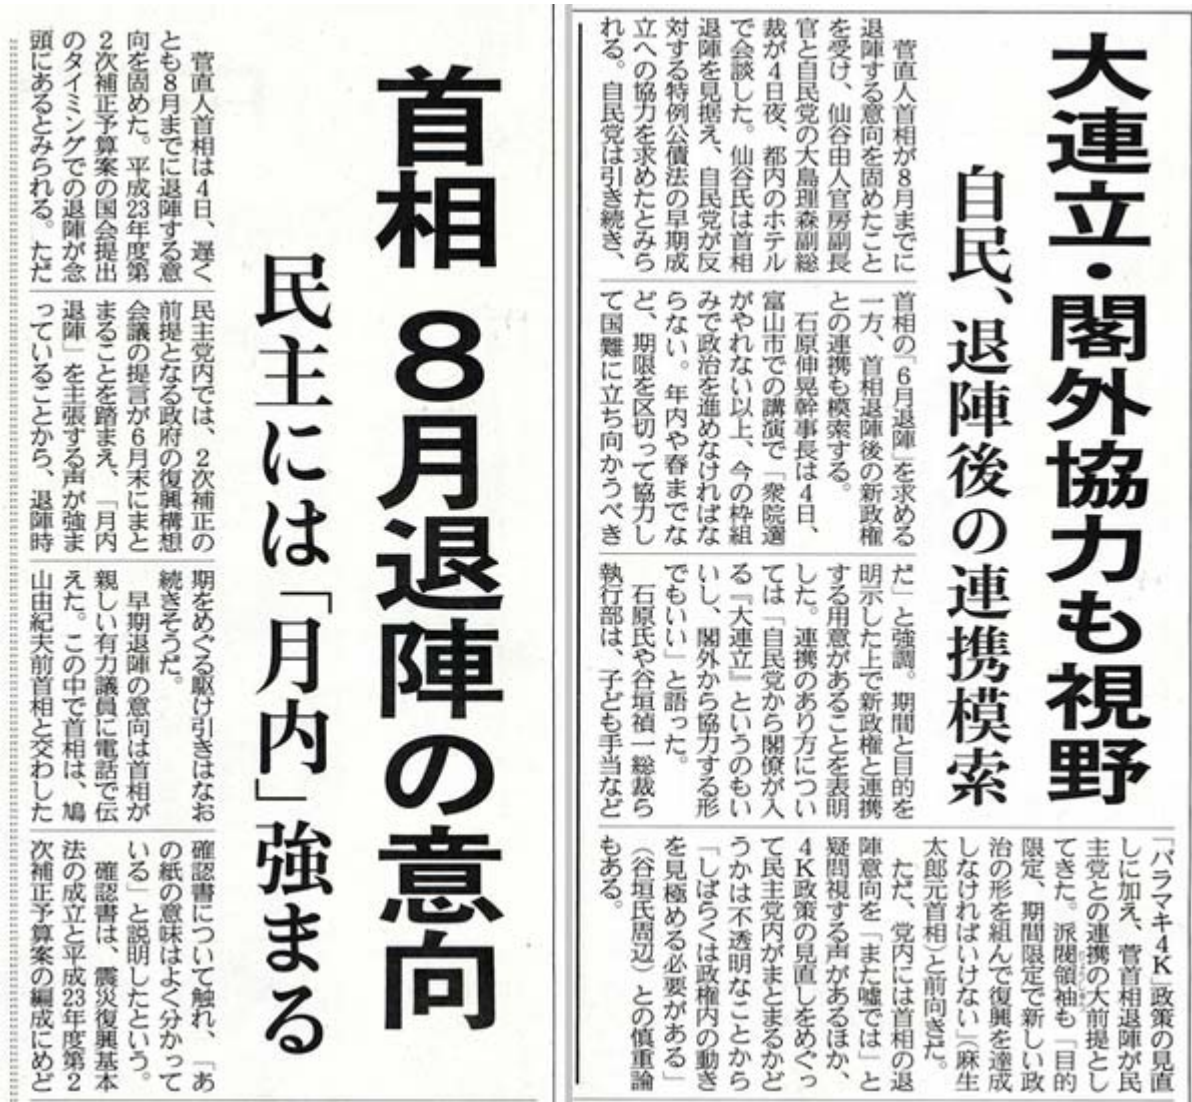 大連立・閣外協力も視野
自民、退陣後の連携模索
菅直人首相が8月までに
退陣する意向を固めたこと
を受け、仙谷由人官房副長
官と自民党の大島理森副総
裁が4日夜、都内のホテル
で会談した。仙谷氏は首相
退陣を見据え、自民党が反
対する特例公債法の早期成
立への協力を求めたとみら
れる。自民党は引き続き、
首相の「6月退陣」を求める
一方、首相退陣後の新政権
との連携も模索する。
石原伸晃幹事長は4日、
富山市での講演で「衆院選
がやれない以上、今の枠組
みで政治を進めなければな
らない。年内や春までな
ど、期限を区切って協力し
て国難に立ち向かうべき
だ」と強調。期間と目的を
明示した上で新政権と連携
する用意があることを表明
した。連携のあり方につい
ては「自民党から閣僚が入
る『大連立』というのもい
いし、閣外から協力する形
でもいい」と語った。
石原氏や谷垣禎一総裁ら
執行部は、子ども手当など
「バラマキ4K」政策の見直
しに加え、菅首相退陣が民
主党との連携の大前提とし
てきた。派閥領袖も「目的
限定、期間限定で新しい政
治の形を組んで復興を達成
しなければいけない」(麻生
太郎元首相)と前向きだ。
ただ、党内には首相の退
陣意向を「また嘘では」と
疑問視する声があるほか、
4K政策の見直しをめぐっ
て民主党内がまとまるかど
うかは不透明なことから
「しばらくは政権内の動き
を見極める必要がある」
(谷垣氏周辺)との慎重論
もある。
首相 8月退陣の意向
民主には「月内」強まる
菅直人首相は4日、遅く
とも8月までに退陣する意
向を固めた。平成23年度第
2次補正予算案の国会提出
のタイミングでの退陣が念
頭にあるとみられる。ただ
民主党内では、2次補正の
前提となる政府の復興構想
会議の提言が6月末にまと
まることを踏まえ、「月内
退陣」を主張する声が強ま
っていることから、退陣時
期をめぐる駆け引きはなお
続きそうだ。
早期退陣の意向は首相が
親しい有力議員に電話で伝
えた。この中で首相は、鳩
山由紀夫前首相と交わした
確認書について触れ、「あ
の紙の意味はよく分かって
いる」と説明したという。
確認書は、震災復興基本
法の成立と平成23年度第2
次補正予算案の編成にめど